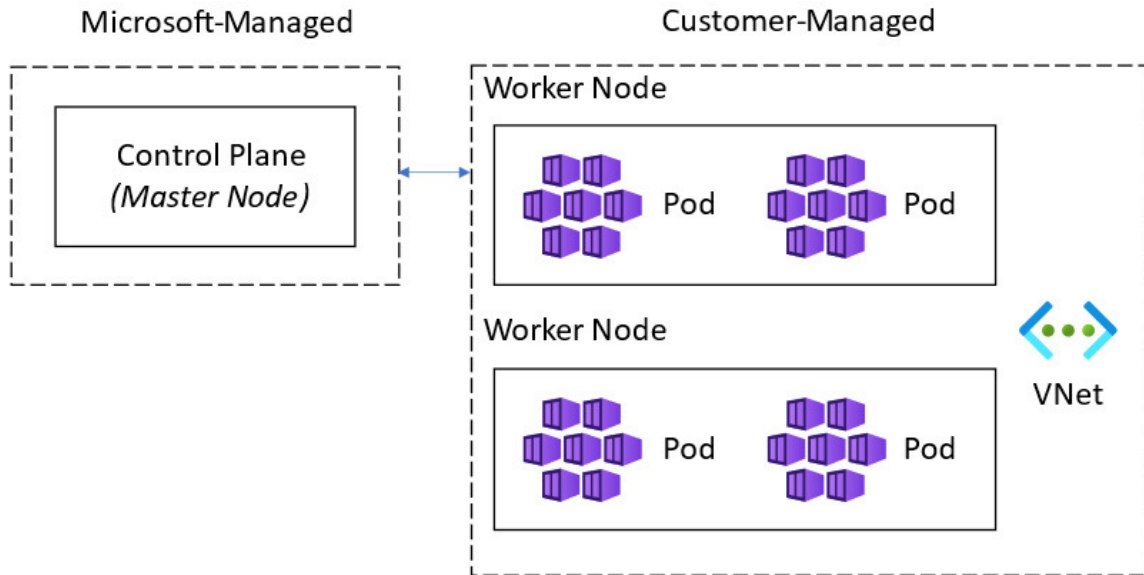 Microsoft-Managed
Customer-Managed
Control Plane
(Master Node)
Worker Node
Pod
Pod
Worker Node
Pod
Pod
VNet